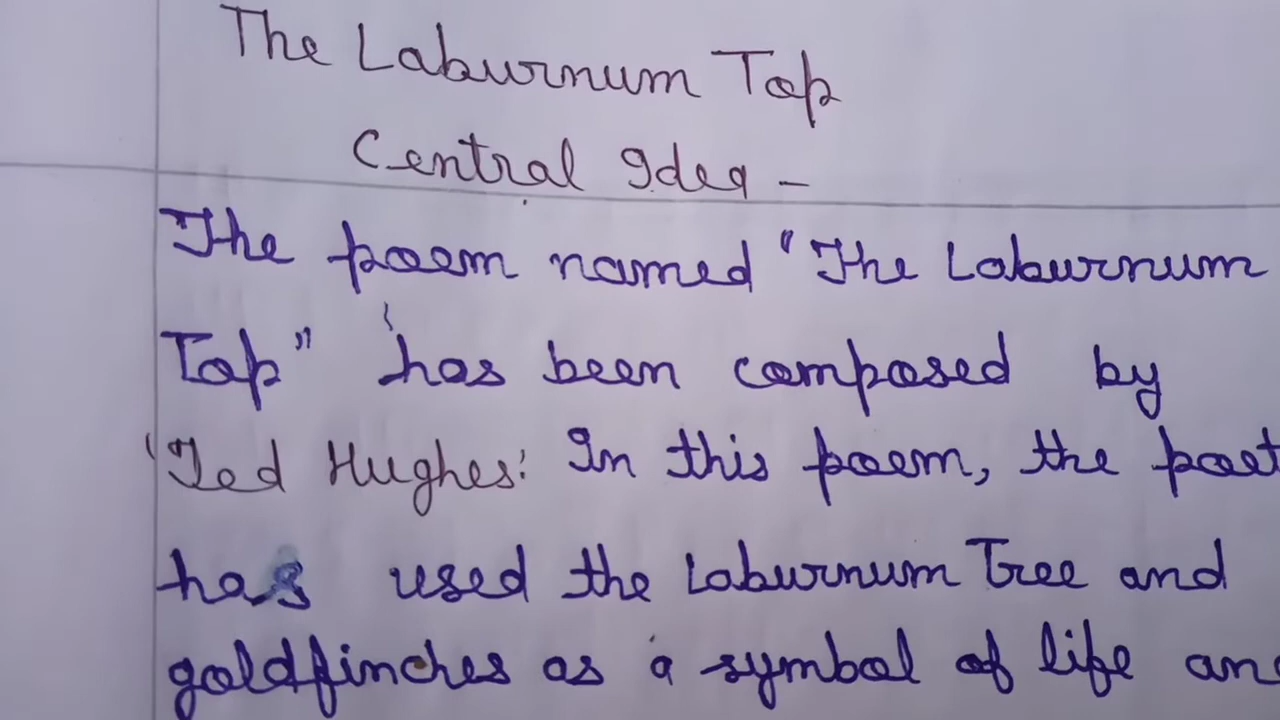 The Laburnum Top
Central Idea -
The poem named "The Laburnum
Top" has been composed by
'Ted Hughes.' In this poem, the poet
has used the Laburnum Tree and
goldfinches as a symbol of life an